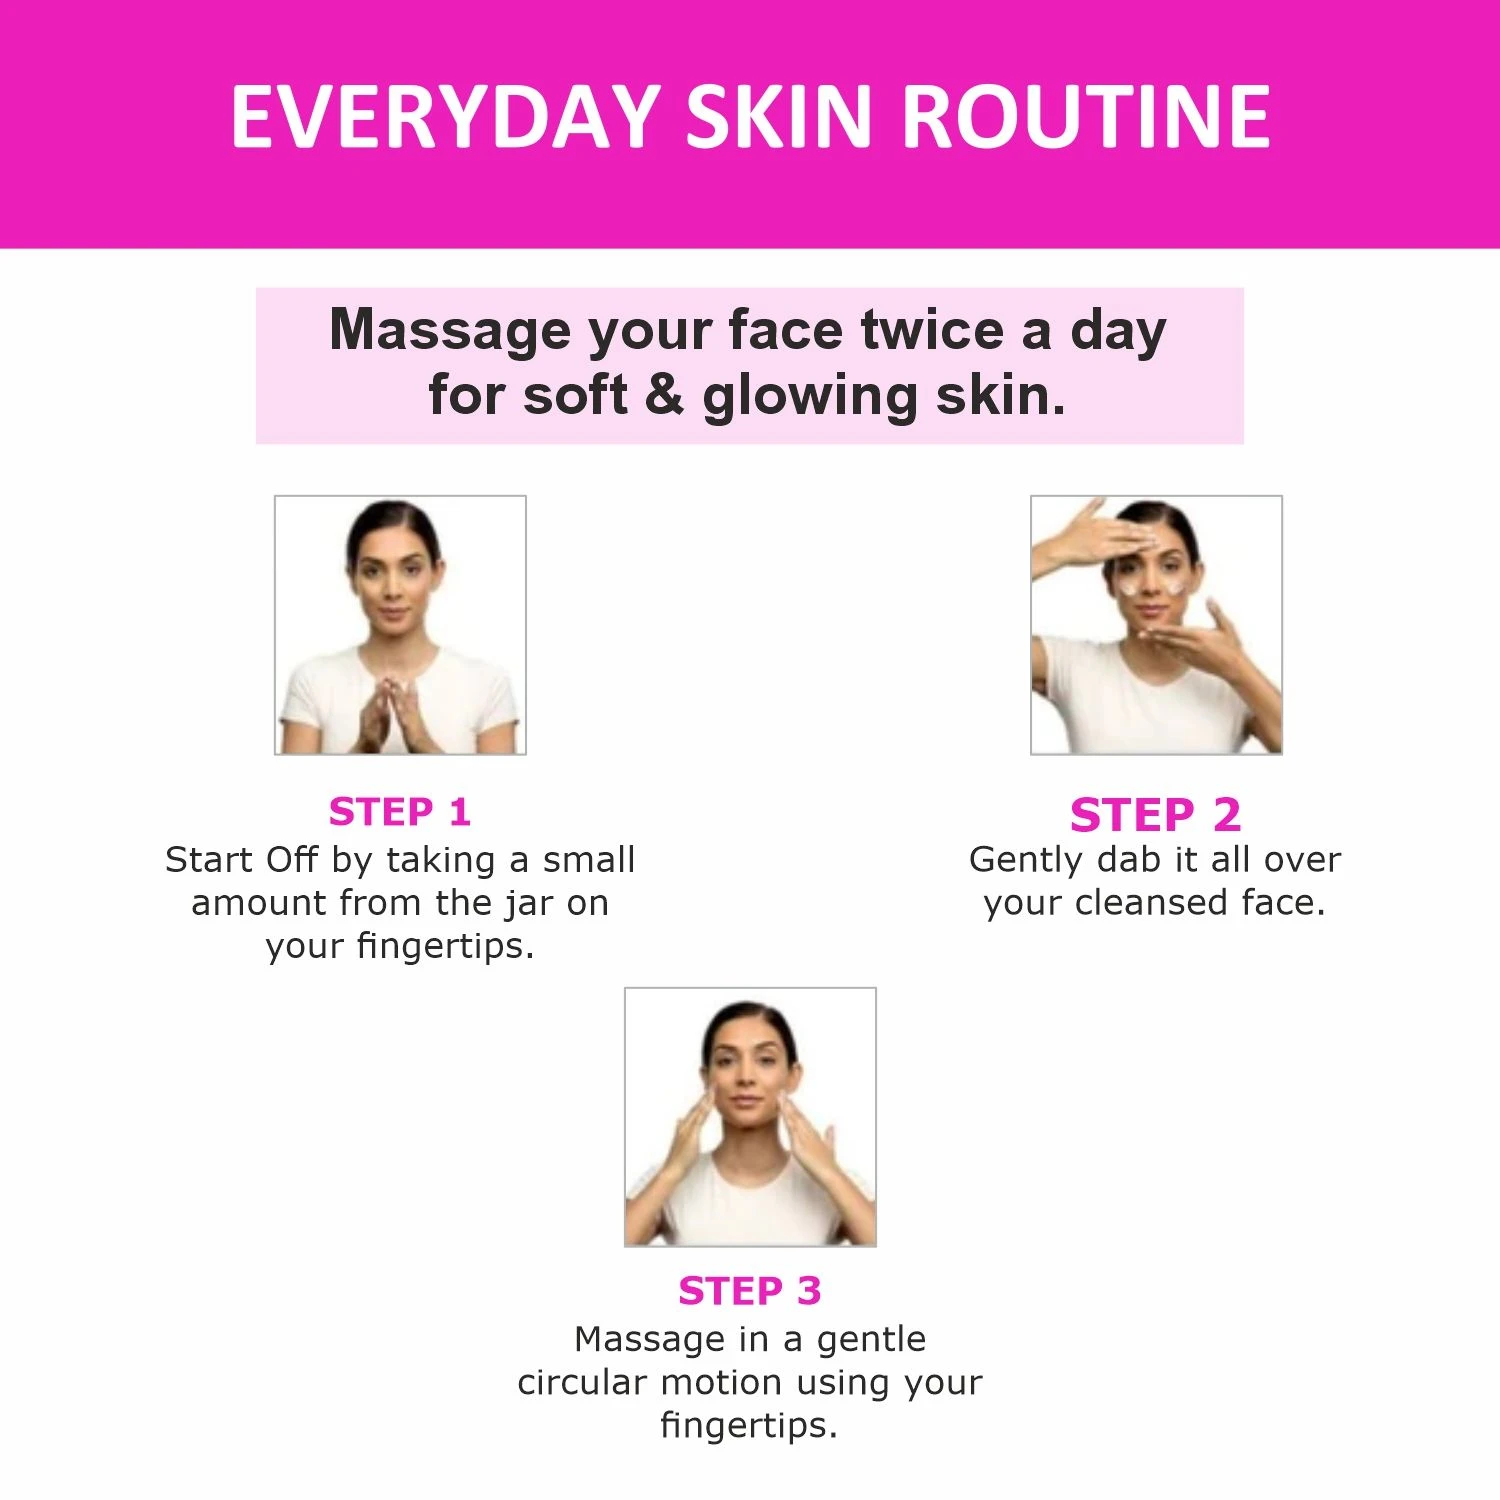 EVERYDAY SKIN ROUTINE
Massage your face twice a day
for soft & glowing skin.
STEP 1
Start Off by taking a small
amount from the jar on
your fingertips.
STEP 2
Gently dab it all over
your cleansed face.
STEP 3
Massage in a gentle
circular motion using your
fingertips.